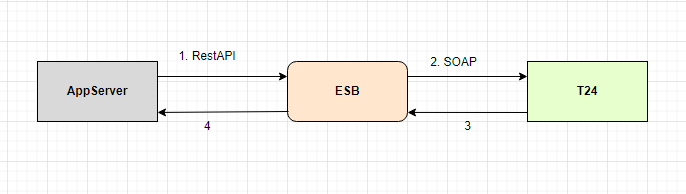 1. RestAPI
2. SOAP
AppServer
ESB
T24
4
3